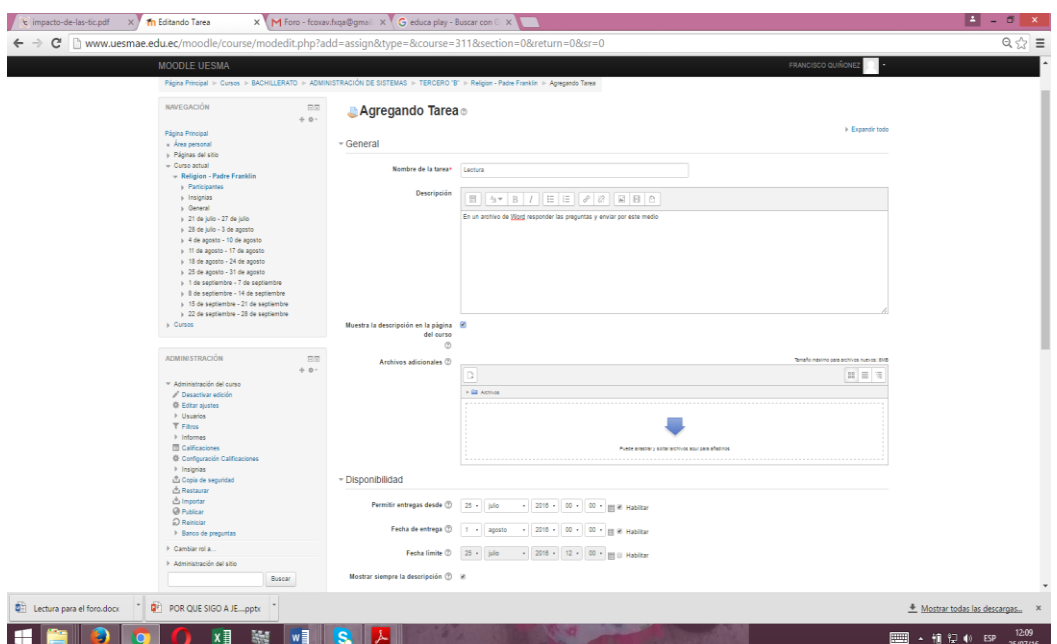 impacto-de-las-tic.pdf
Editando Tarea
Foro - fcoxav.fxqa@gmai
educa play - Buscar con G
www.uesmae.edu.ec/moodle/course/modedit.php?add=assign&type=&course=311&section=0&return=0&sr=0
MOODLE UESMA
FRANCISCO QUIÑONEZ
Página Principal > Cursos > BACHILLERATO > ADMINISTRACIÓN DE SISTEMAS > TERCERO "B" > Religion - Padre Franklin > Agregando Tarea
NAVEGACIÓN
Página Principal
Área personal
Páginas del sitio
Curso actual
Religion - Padre Franklin
Participantes
Insignias
General
21 de julio - 27 de julio
28 de julio - 3 de agosto
4 de agosto - 10 de agosto
11 de agosto - 17 de agosto
18 de agosto - 24 de agosto
25 de agosto - 31 de agosto
1 de septiembre - 7 de septiembre
8 de septiembre - 14 de septiembre
15 de septiembre - 21 de septiembre
22 de septiembre - 28 de septiembre
Cursos
ADMINISTRACIÓN
Administración del curso
Desactivar edición
Editar ajustes
Usuarios
Filtros
Informes
Calificaciones
Configuración Calificaciones
Insignias
Copia de seguridad
Restaurar
Importar
Publicar
Reiniciar
Banco de preguntas
Cambiar rol a...
Administración del sitio
Buscar
Agregando Tarea
Expandir todo
General
Nombre de la tarea*
Lectura
Descripción
B I
En un archivo de Word responder las preguntas y enviar por este medio
Muestra la descripción en la página
del curso
Archivos adicionales
Tamaño máximo para archivos nuevos: 8MB
Archivos
Puede arrastrar y soltar archivos aquí para añadirlos
Disponibilidad
Permitir entregas desde 25 julio 2016 00 00 Habilitar
Fecha de entrega 1 agosto 2016 00 00 Habilitar
Fecha límite 25 julio 2016 12 00 Habilitar
Mostrar siempre la descripción
Lectura para el foro.docx
POR QUE SIGO A JE....pptx
Mostrar todas las descargas...
ESP
12:09
25/07/16